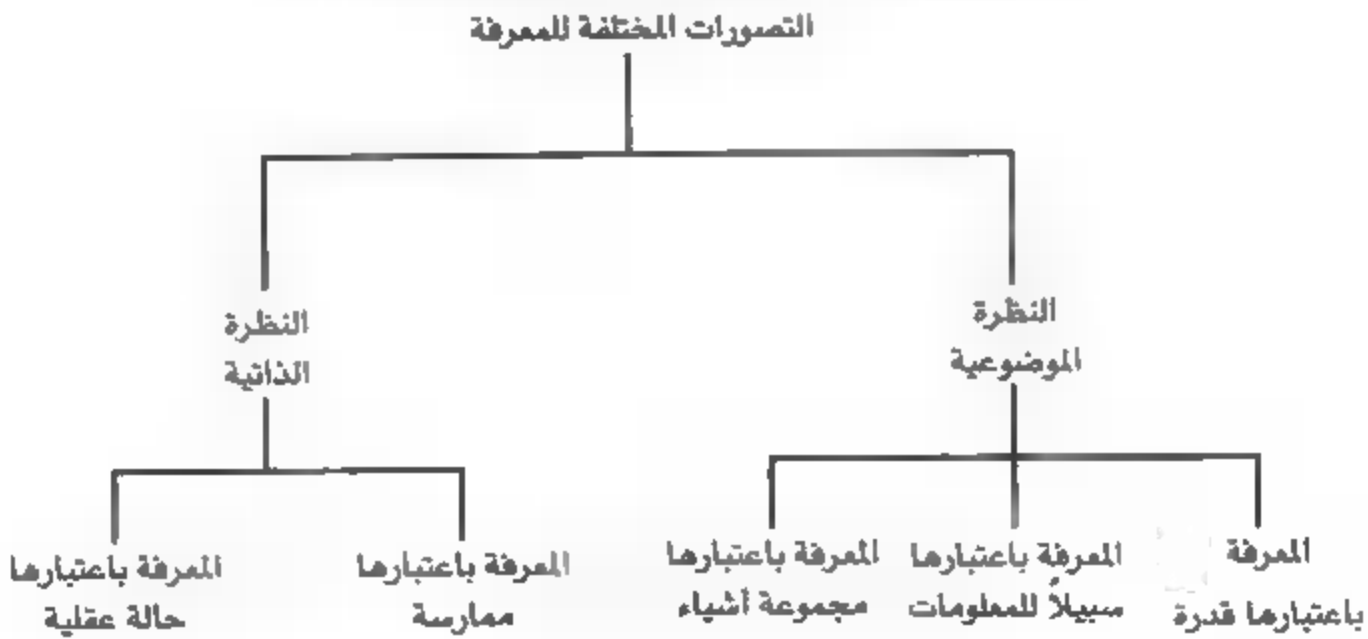 التصورات المختلفة للمعرفة
النظرة
الموضوعية
النظرة
الذاتية
المعرفة
باعتبارها قدرة
المعرفة باعتبارها
سبيلاً للمعلومات
المعرفة باعتبارها
مجموعة أشياء
المعرفة باعتبارها
ممارسة
المعرفة باعتبارها
حالة عقلية